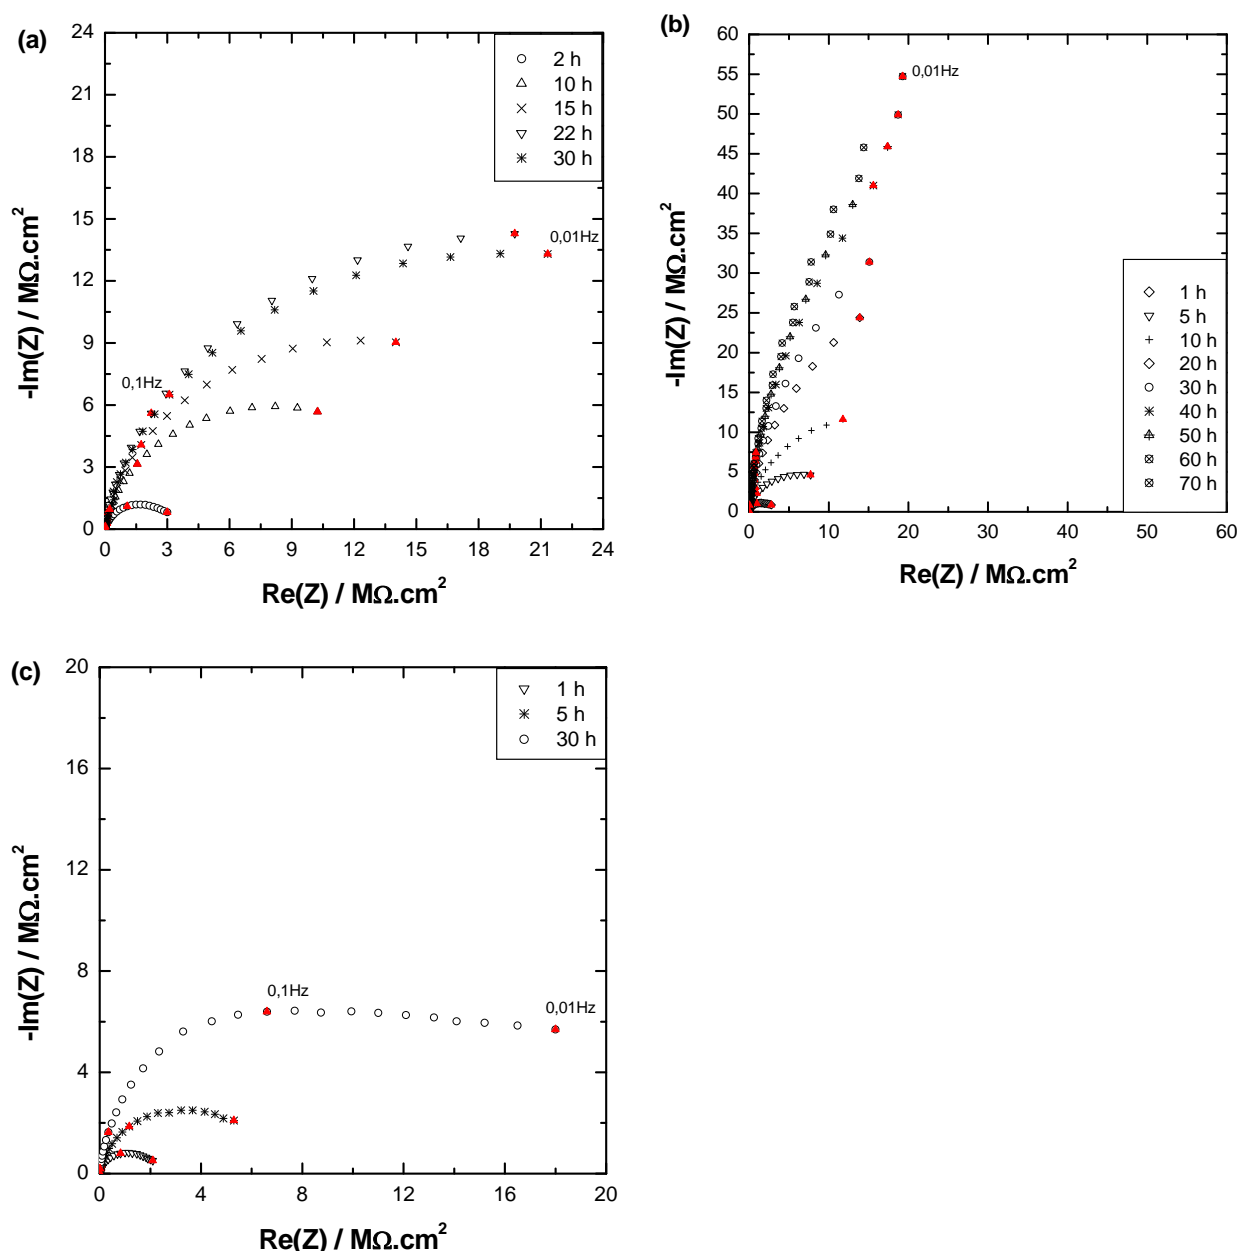 (a)
24
21
18
15
12
9
6
3
0
-Im(Z) / MΩ.cm²
2 h
10 h
15 h
22 h
30 h
0,01Hz
0,1Hz
0 3 6 9 12 15 18 21 24
Re(Z) / MΩ.cm²
(b)
60
55
50
45
40
35
30
25
20
15
10
5
0
-Im(Z) / MΩ.cm²
0,01Hz
1 h
5 h
10 h
20 h
30 h
40 h
50 h
60 h
70 h
0 10 20 30 40 50 60
Re(Z) / MΩ.cm²
(c)
20
16
12
8
4
0
-Im(Z) / MΩ.cm²
1 h
5 h
30 h
0,1Hz
0,01Hz
0 4 8 12 16 20
Re(Z) / MΩ.cm²